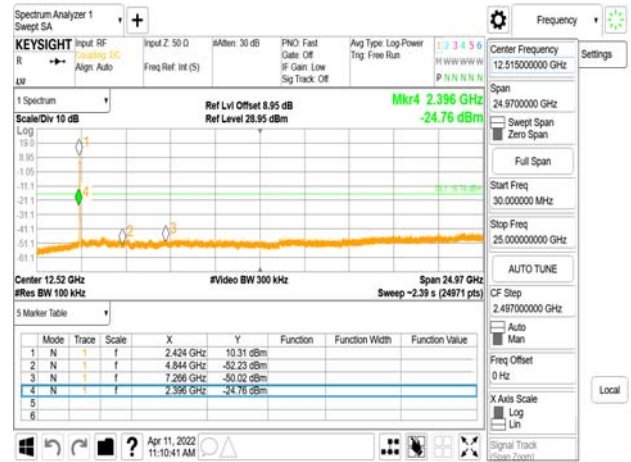 Spectrum Analyzer 1
Swept SA
Frequency
Settings
KEYSIGHT
R
Input: RF
Coupling: DC
Align: Auto
Input Z: 50 Ω
Freq Ref: Int (S)
#Atten: 30 dB
PNO: Fast
Gate: Off
IF Gain: Low
Sig Track: Off
Avg Type: Log-Power
Trig: Free Run
1 2 3 4 5 6
M W W W W W
P N N N N N
1 Spectrum
Scale/Div 10 dB
Ref Lvl Offset 8.95 dB
Ref Level 28.95 dBm
Mkr4 2.396 GHz
-24.76 dBm
Log
19.0
8.95
-1.05
-11.1
-21.1
-31.1
-41.1
-51.1
-61.1
1
4
2
3
Center 12.52 GHz
#Video BW 300 kHz
Span 24.97 GHz
#Res BW 100 kHz
Sweep ~2.39 s (24971 pts)
5 Marker Table
Mode Trace Scale X Y Function Function Width Function Value
1 N 1 f 2.424 GHz 10.31 dBm
2 N 1 f 4.844 GHz -52.23 dBm
3 N 1 f 7.266 GHz -50.02 dBm
4 N 1 f 2.396 GHz -24.76 dBm
5
6
Apr 11, 2022
11:10:41 AM
Center Frequency
12.515000000 GHz
Span
24.9700000 GHz
Swept Span
Zero Span
Full Span
Start Freq
30.000000 MHz
Stop Freq
25.000000000 GHz
AUTO TUNE
CF Step
2.497000000 GHz
Auto
Man
Freq Offset
0 Hz
X Axis Scale
Log
Lin
Signal Track
(Span Zoom)
Local